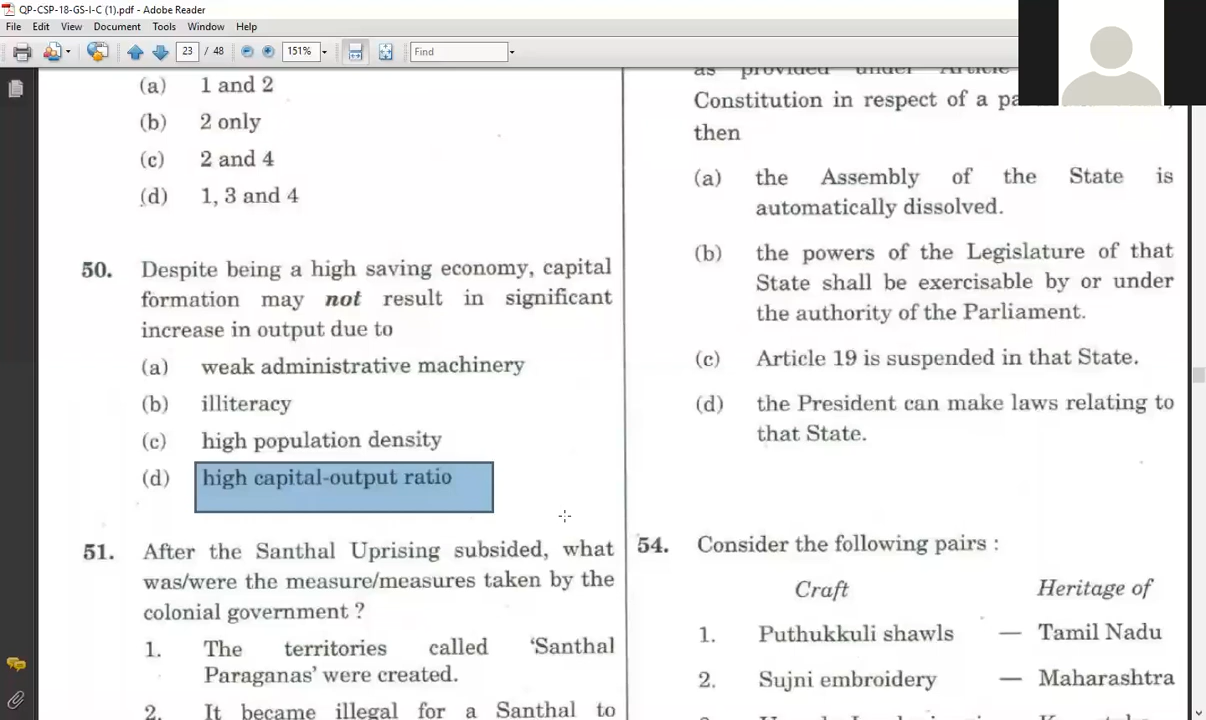 QP-CSP-18-GS-I-C (1).pdf - Adobe Reader
File Edit View Document Tools Window Help
23 / 48 151% Find
(a) 1 and 2
(b) 2 only
(c) 2 and 4
(d) 1, 3 and 4
50. Despite being a high saving economy, capital
formation may not result in significant
increase in output due to
(a) weak administrative machinery
(b) illiteracy
(c) high population density
(d) high capital-output ratio
51. After the Santhal Uprising subsided, what
was/were the measure/measures taken by the
colonial government ?
1. The territories called 'Santhal
Paraganas' were created.
2. It became illegal for a Santhal to
as provided under Article
Constitution in respect of a
then
(a) the Assembly of the State is
automatically dissolved.
(b) the powers of the Legislature of that
State shall be exercisable by or under
the authority of the Parliament.
(c) Article 19 is suspended in that State.
(d) the President can make laws relating to
that State.
54. Consider the following pairs :
Craft Heritage of
1. Puthukkuli shawls — Tamil Nadu
2. Sujni embroidery — Maharashtra